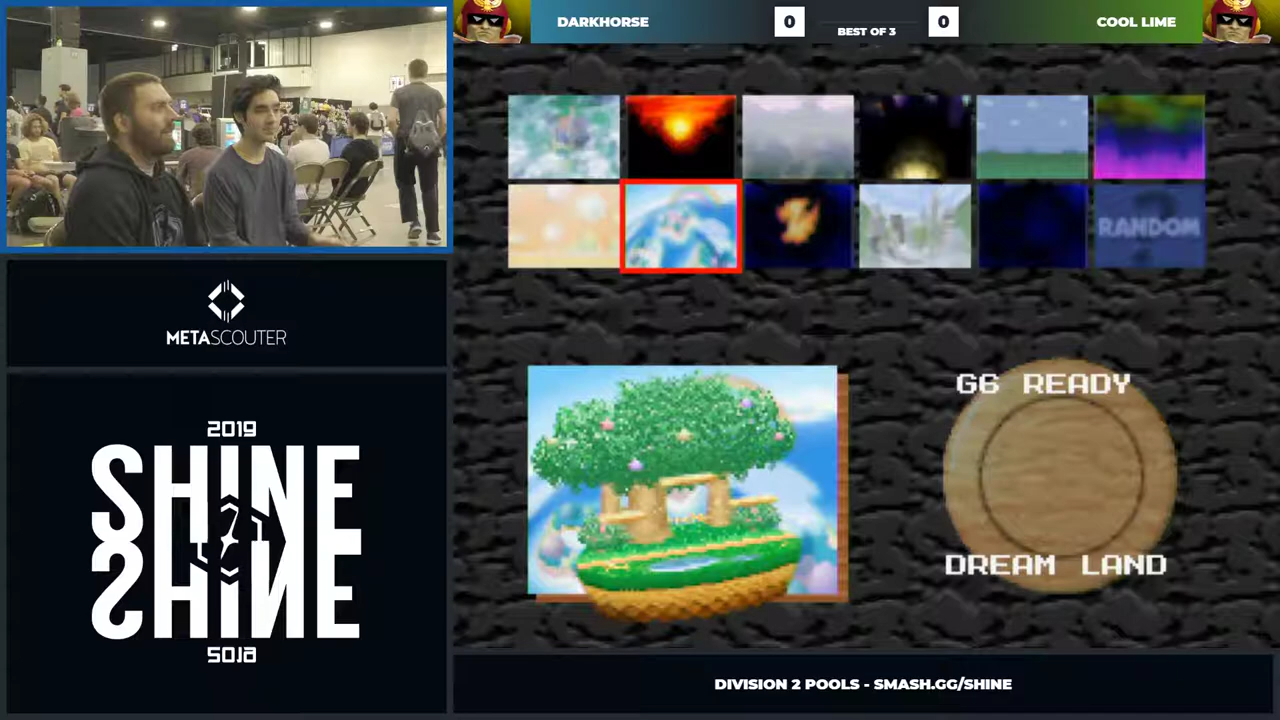 DARKHORSE
0
BEST OF 3
0
COOL LIME
RANDOM
METASCOUTER
2019
SHINE
SHINE
2019
G6 READY
DREAM LAND
DIVISION 2 POOLS - SMASH.GG/SHINE